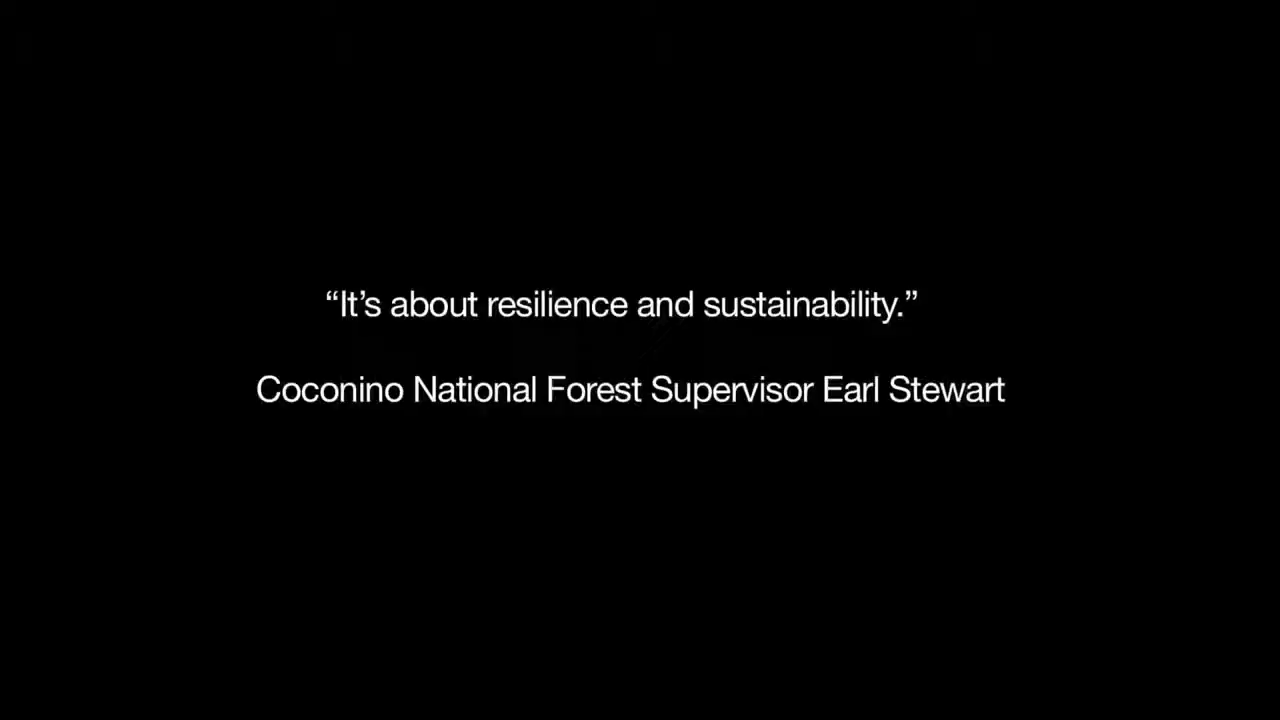 “It’s about resilience and sustainability.”
Coconino National Forest Supervisor Earl Stewart